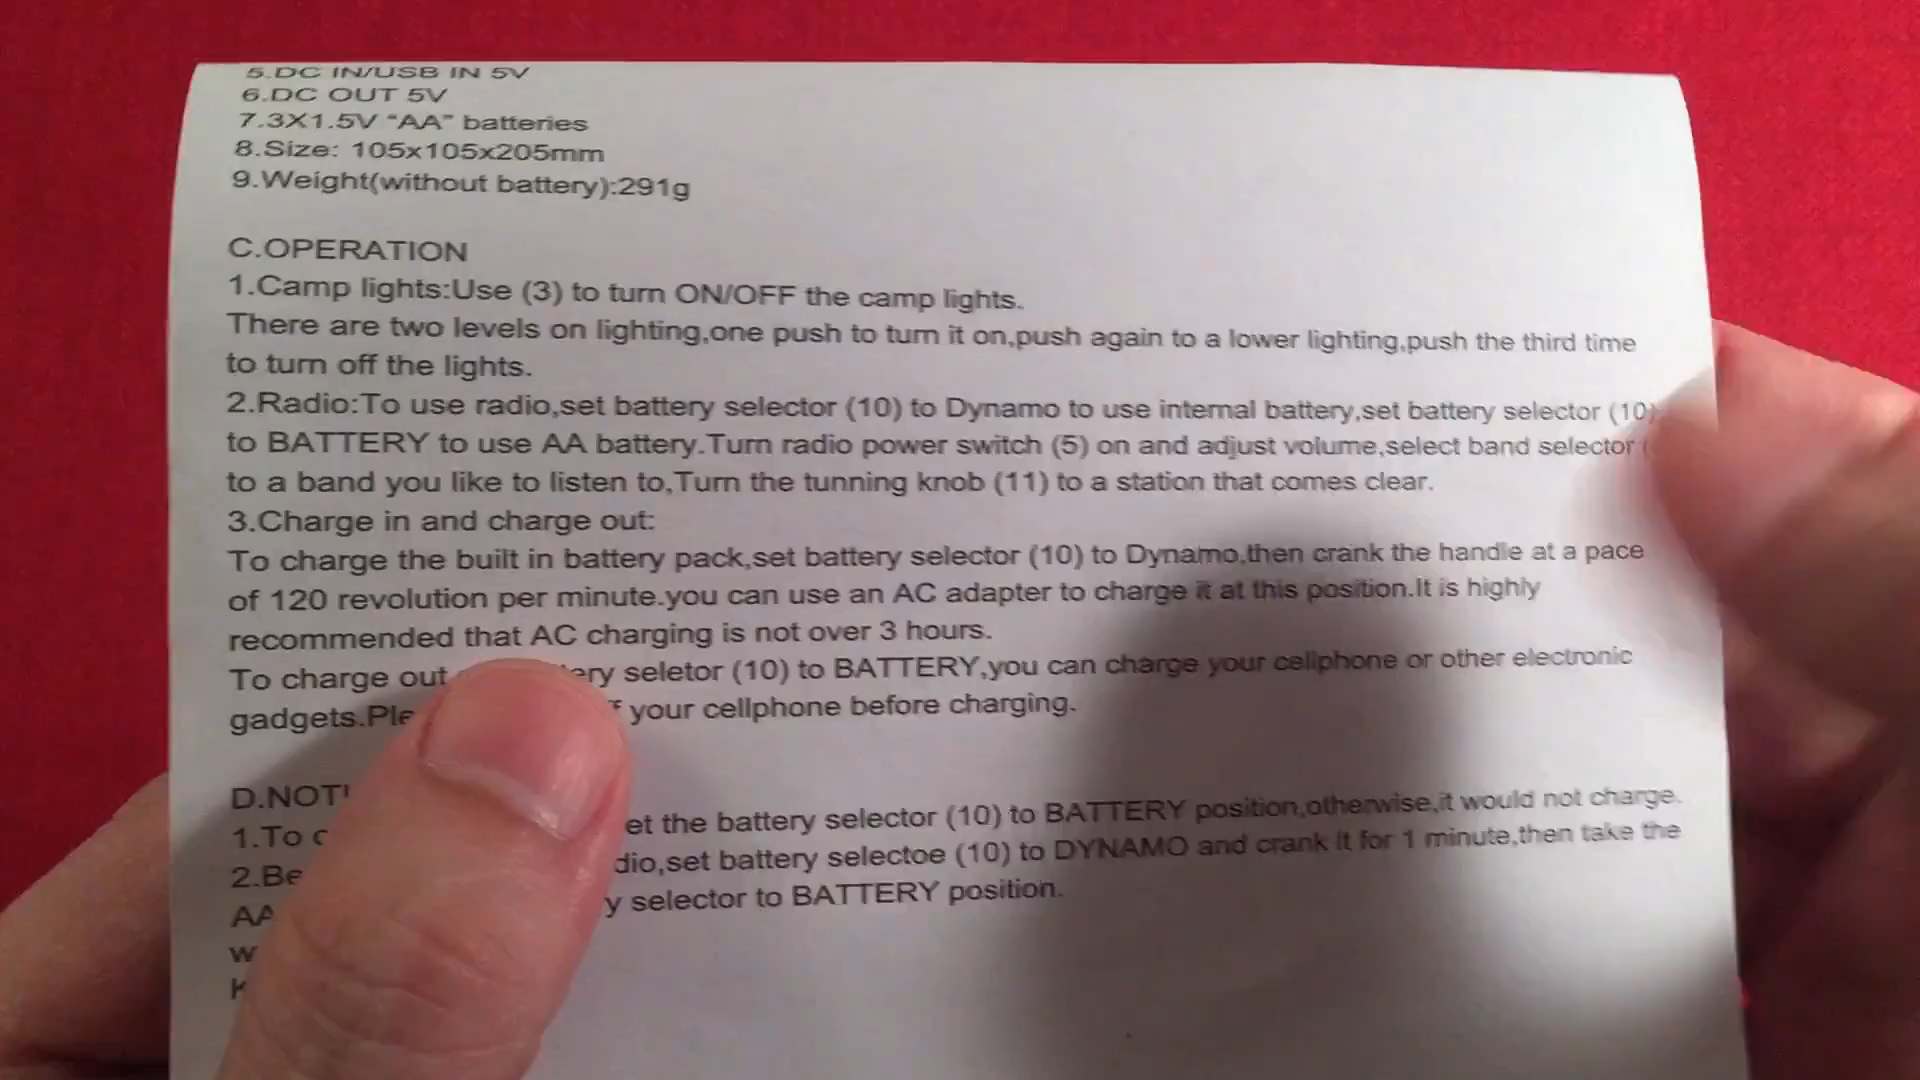 5.DC IN/USB IN 5V
6.DC OUT 5V
7.3X1.5V “AA” batteries
8.Size: 105x105x205mm
9.Weight(without battery):291g
C.OPERATION
1.Camp lights:Use (3) to turn ON/OFF the camp lights.
There are two levels on lighting,one push to turn it on,push again to a lower lighting,push the third time
to turn off the lights.
2.Radio:To use radio,set battery selector (10) to Dynamo to use internal battery,set battery selector (10)
to BATTERY to use AA battery.Turn radio power switch (5) on and adjust volume,select band selector
to a band you like to listen to,Turn the tunning knob (11) to a station that comes clear.
3.Charge in and charge out:
To charge the built in battery pack,set battery selector (10) to Dynamo,then crank the handle at a pace
of 120 revolution per minute.you can use an AC adapter to charge it at this position.It is highly
recommended that AC charging is not over 3 hours.
To charge out seletor (10) to BATTERY,you can charge your cellphone or other electronic
gadgets. your cellphone before charging.
1.To the battery selector (10) to BATTERY position,otherwise,it would not charge.
set battery selectoe (10) to DYNAMO and crank it for 1 minute,then take the
AA selector to BATTERY position.